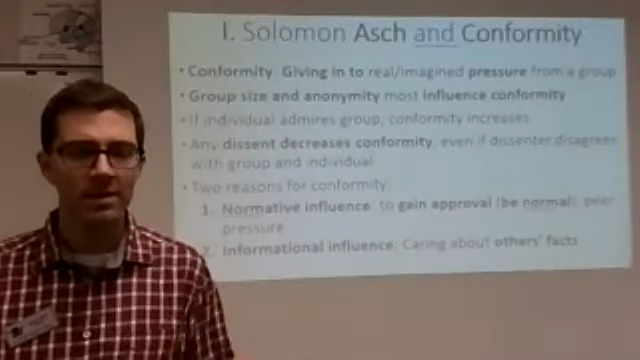 I. Solomon Asch and Conformity
• Conformity: Giving in to real/imagined pressure from a group
• Group size and anonymity most influence conformity
• If individual admires group, conformity increases
• Any dissent decreases conformity, even if dissenter disagrees
with group and individual
• Two reasons for conformity:
1. Normative influence: to gain approval (be normal); peer
pressure
2. Informational influence: Caring about others' facts